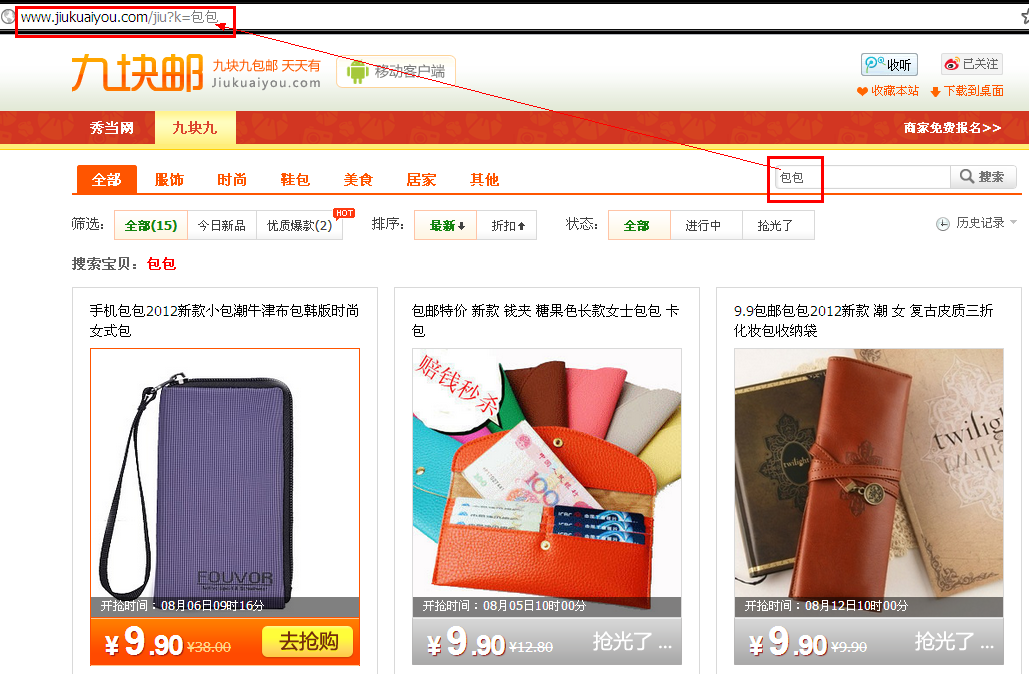 www.jiukuaiyou.com/jiu?k=包包
九块邮 九块九包邮 天天有
Jiukuaiyou.com
移动客户端
收听 已关注
收藏本站 下载到桌面
秀当网 九块九 商家免费报名>>
全部 服饰 时尚 鞋包 美食 居家 其他 包包 搜索
筛选： 全部(15) 今日新品 优质爆款(2) HOT 排序： 最新 折扣 状态： 全部 进行中 抢光了 历史记录
搜索宝贝：包包
手机包包2012新款小包潮牛津布包韩版时尚
女式包
FOUVOR
开抢时间：08月06日09时16分
¥9.90 ¥38.00 去抢购
包邮特价 新款 钱夹 糖果色长款女士包包 卡
包
赔钱秒杀
100
开抢时间：08月05日10时00分
¥9.90 ¥12.80 抢光了 ...
9.9包邮包包2012新款 潮 女 复古皮质三折
化妆包收纳袋
twilight
twilight
开抢时间：08月12日10时00分
¥9.90 ¥9.90 抢光了 ...